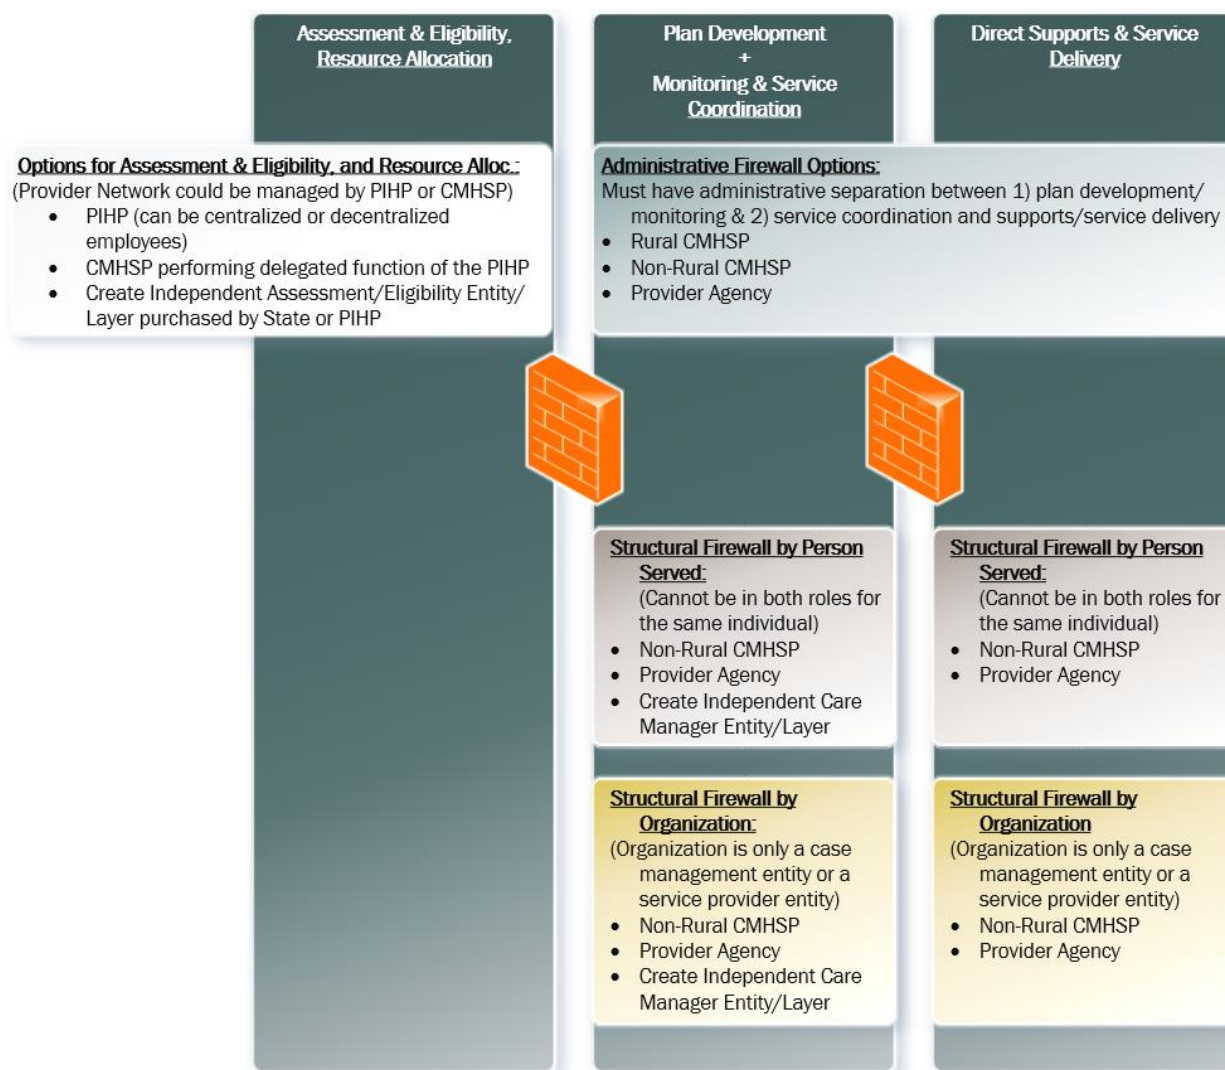 Assessment & Eligibility,
Resource Allocation
Plan Development
+
Monitoring & Service
Coordination
Direct Supports & Service
Delivery
Options for Assessment & Eligibility, and Resource Alloc.:
(Provider Network could be managed by PIHP or CMHSP)
• PIHP (can be centralized or decentralized
employees)
• CMHSP performing delegated function of the PIHP
• Create Independent Assessment/Eligibility Entity/
Layer purchased by State or PIHP
Administrative Firewall Options:
Must have administrative separation between 1) plan development/
monitoring & 2) service coordination and supports/service delivery
• Rural CMHSP
• Non-Rural CMHSP
• Provider Agency
Structural Firewall by Person
Served:
(Cannot be in both roles for
the same individual)
• Non-Rural CMHSP
• Provider Agency
• Create Independent Care
Manager Entity/Layer
Structural Firewall by Person
Served:
(Cannot be in both roles for
the same individual)
• Non-Rural CMHSP
• Provider Agency
Structural Firewall by
Organization:
(Organization is only a case
management entity or a
service provider entity)
• Non-Rural CMHSP
• Provider Agency
• Create Independent Care
Manager Entity/Layer
Structural Firewall by
Organization
(Organization is only a case
management entity or a
service provider entity)
• Non-Rural CMHSP
• Provider Agency